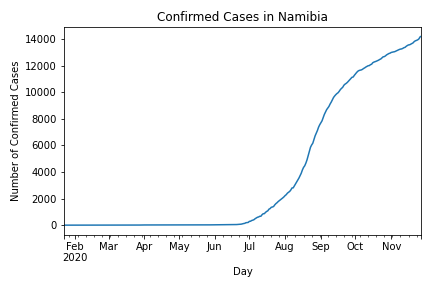 Confirmed Cases in Namibia
Number of Confirmed Cases
14000
12000
10000
8000
6000
4000
2000
0
Feb Mar Apr May Jun Jul Aug Sep Oct Nov
2020
Day